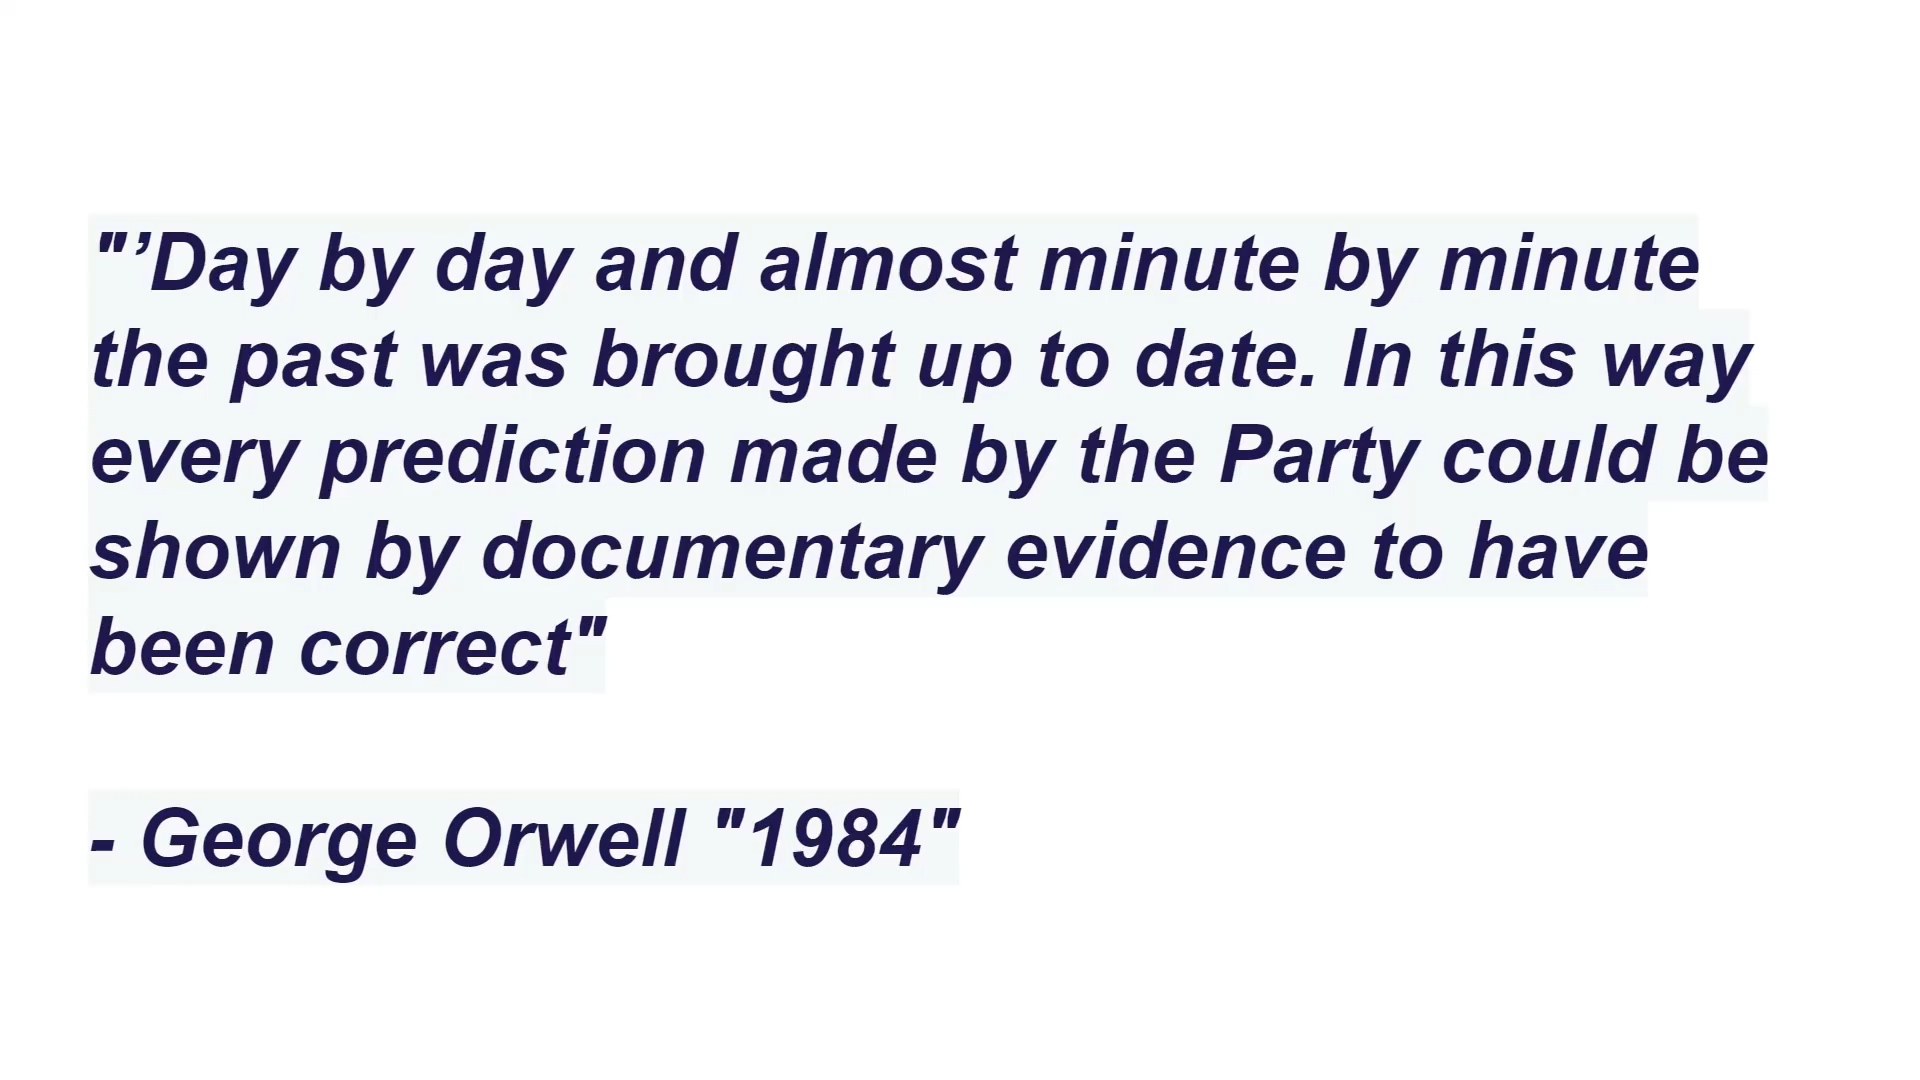 "’Day by day and almost minute by minute
the past was brought up to date. In this way
every prediction made by the Party could be
shown by documentary evidence to have
been correct"
- George Orwell "1984"